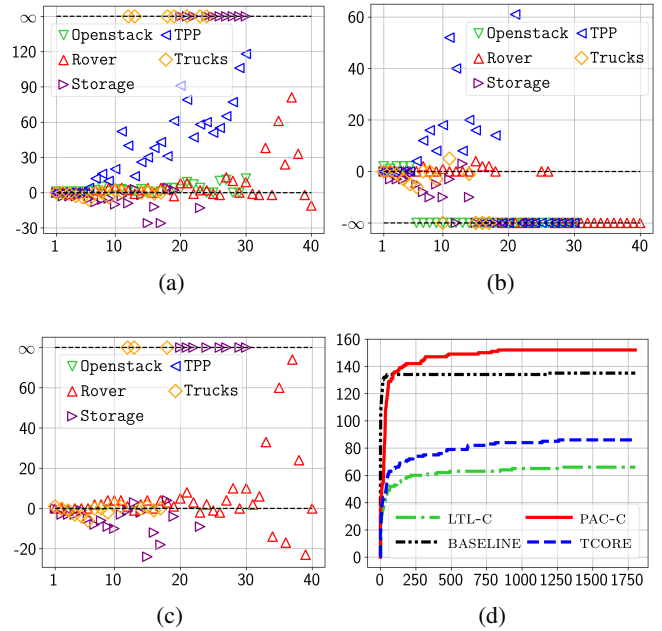 ∞
120
90
60
30
0
-30
Openstack TPP
Rover Trucks
Storage
1 10 20 30 40
(a)
60
40
20
0
-∞
Openstack TPP
Rover Trucks
Storage
1 10 20 30 40
(b)
∞
60
40
20
0
-20
Openstack TPP
Rover Trucks
Storage
1 10 20 30 40
(c)
160
140
120
100
80
60
40
20
0
LTL-C PAC-C
BASELINE TCORE
0 250 500 750 1000 1250 1500 1750
(d)